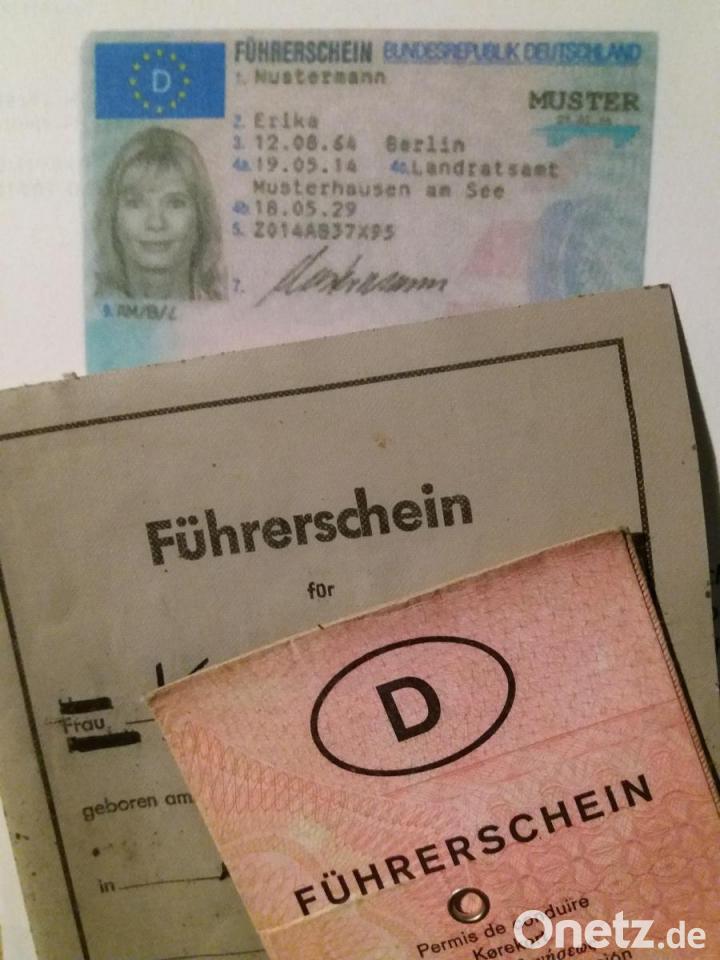 D
FÜHRERSCHEIN BUNDESREPUBLIK DEUTSCHLAND
1. Mustermann
MUSTER
2. Erika
3. 12.08.64 Berlin
4a. 19.05.14 4c. Landratsamt
Musterhausen am See
4b. 18.05.29
5. Z014AB37X95
7. Mustermann
9. AM/B/L
Führerschein
für
Frau
geboren am
in
D
FÜHRERSCHEIN
Permis de conduire
Onetz.de